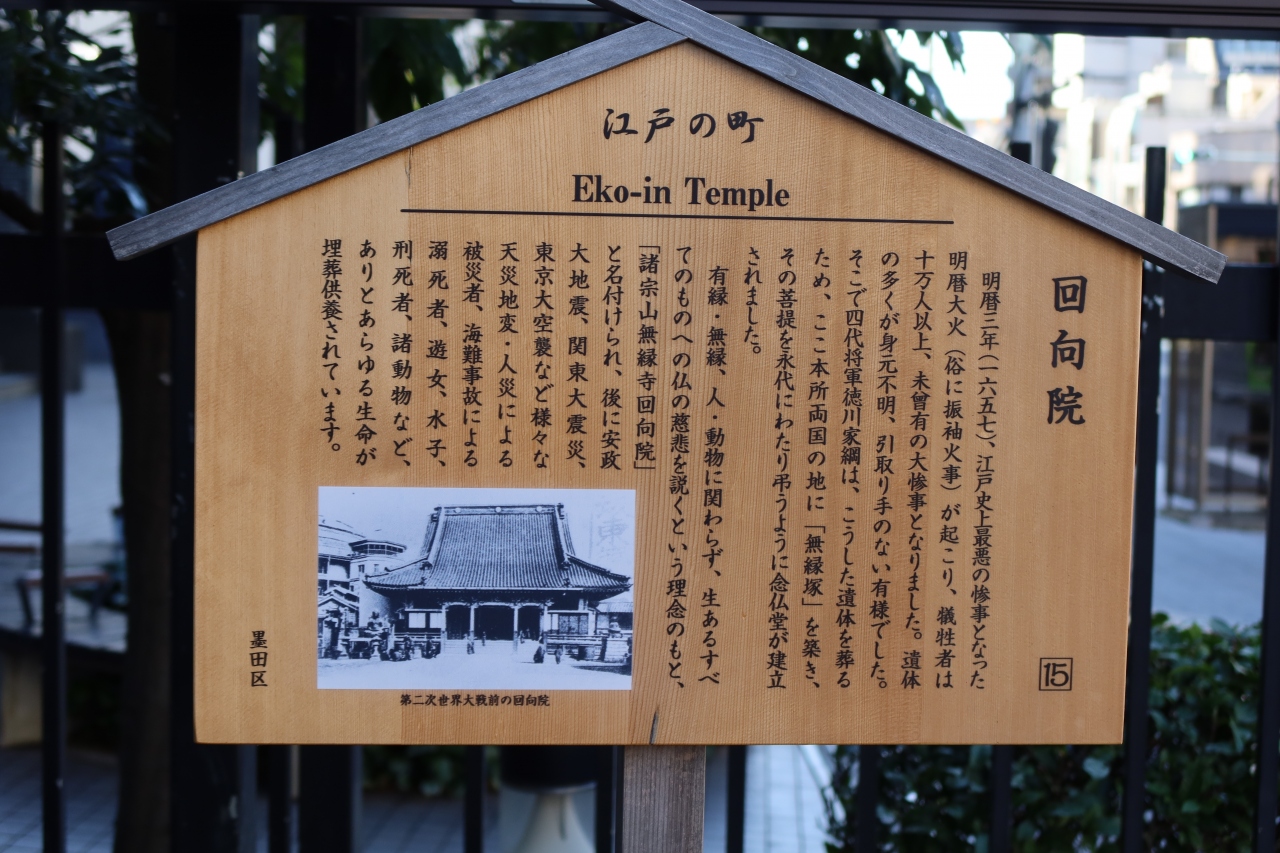 江戸の町
Eko-in Temple
回向院
明暦三年(一六五七)、江戸史上最悪の惨事となった
明暦大火(俗に振袖火事)が起こり、犠牲者は
十万人以上、未曾有の大惨事となりました。遺体
の多くが身元不明、引取り手のない有様でした。
そこで四代将軍徳川家綱は、こうした遺体を葬る
ため、ここ本所両国の地に「無縁塚」を築き、
その菩提を永代にわたり弔うように念仏堂が建立
されました。
有縁・無縁、人・動物に関わらず、生あるすべ
てのものへの仏の慈悲を説くという理念のもと、
「諸宗山無縁寺回向院」
と名付けられ、後に安政
大地震、関東大震災、
東京大空襲など様々な
天災地変・人災による
被災者、海難事故による
溺死者、遊女、水子、
刑死者、諸動物など、
ありとあらゆる生命が
埋葬供養されています。
第二次世界大戦前の回向院
墨田区
15